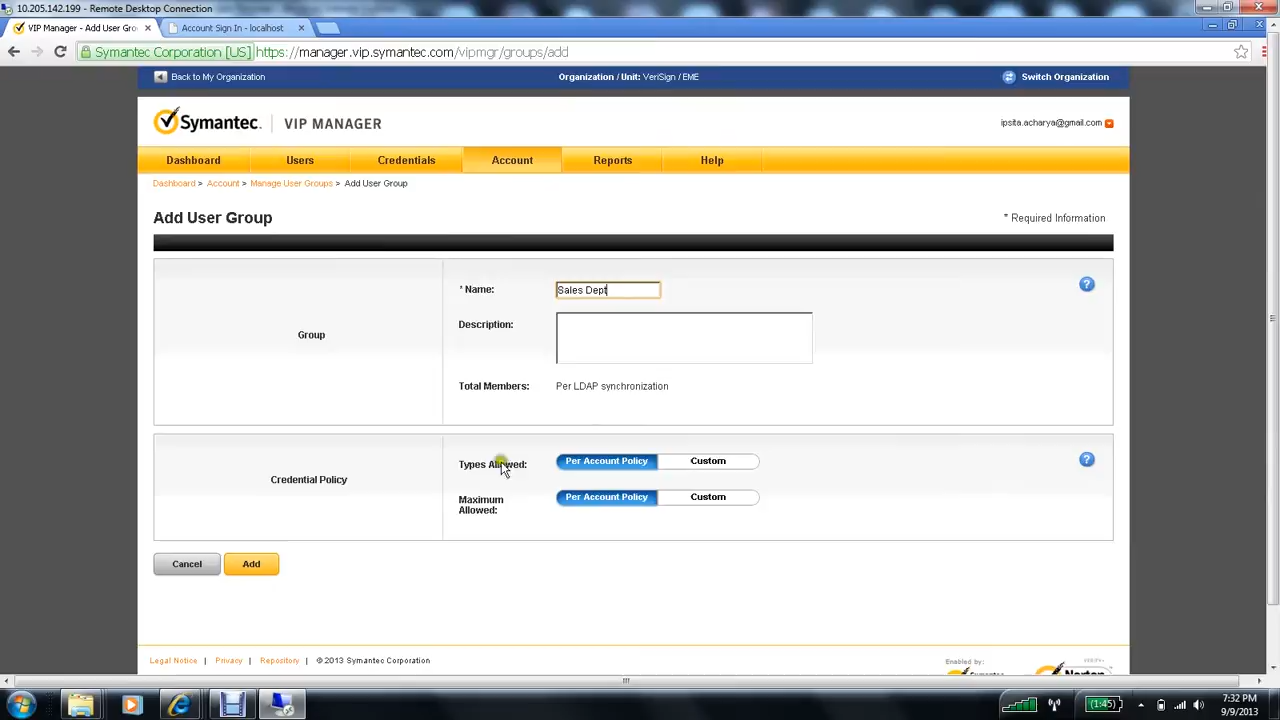 10.205.142.199 - Remote Desktop Connection
VIP Manager - Add User Gro
Account Sign In - localhost
Symantec Corporation [US] https://manager.vip.symantec.com/vipmgr/groups/add
Back to My Organization
Organization / Unit: VeriSign / EME
Switch Organization
Symantec. VIP MANAGER
ipsita.acharya@gmail.com
Dashboard Users Credentials Account Reports Help
Dashboard > Account > Manage User Groups > Add User Group
Add User Group
* Required Information
Group
* Name: Sales Dept
Description:
Total Members: Per LDAP synchronization
Credential Policy
Types Allowed: Per Account Policy Custom
Maximum Allowed: Per Account Policy Custom
Cancel Add
Legal Notice | Privacy | Repository | © 2013 Symantec Corporation
Enabled by:
Norton
(1:45)
7:32 PM
9/9/2013